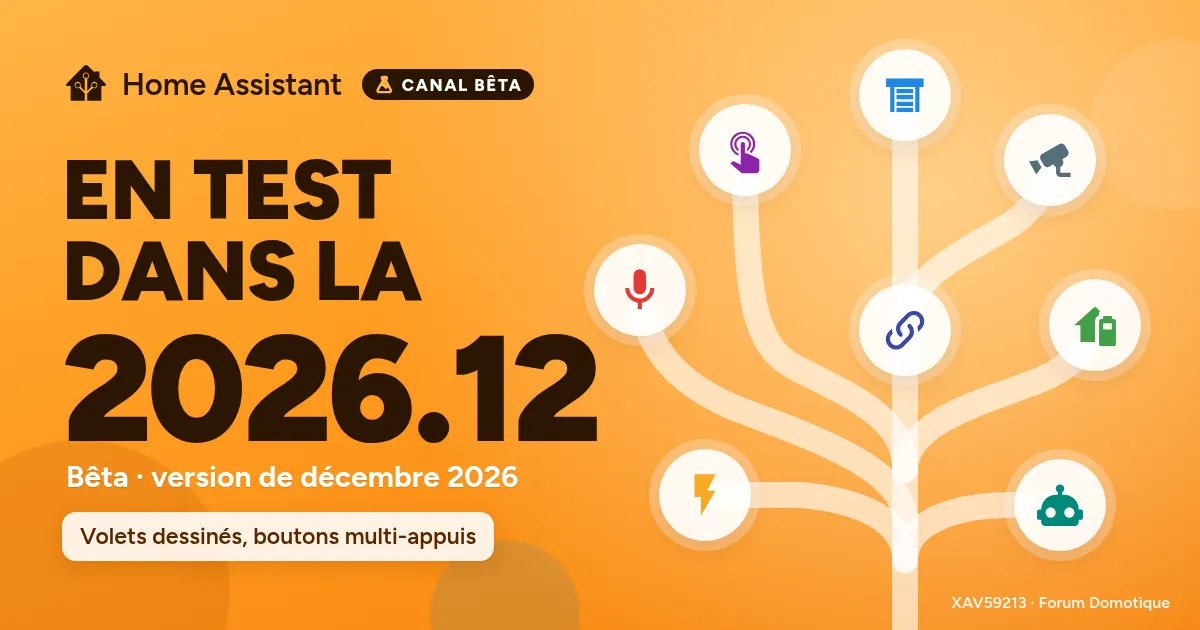 Home Assistant
CANAL BÊTA
EN TEST
DANS LA
2026.12
Bêta · version de décembre 2026
Volets dessinés, boutons multi-appuis
XAV59213 · Forum Domotique